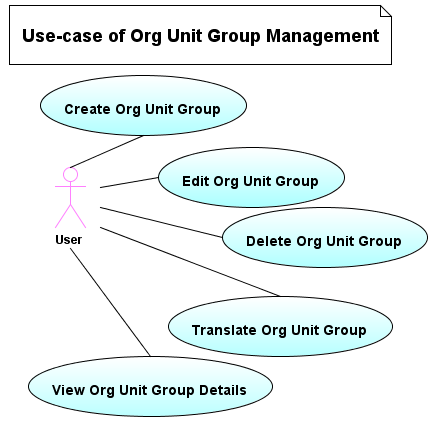 Use-case of Org Unit Group Management
Create Org Unit Group
Edit Org Unit Group
User
Delete Org Unit Group
Translate Org Unit Group
View Org Unit Group Details